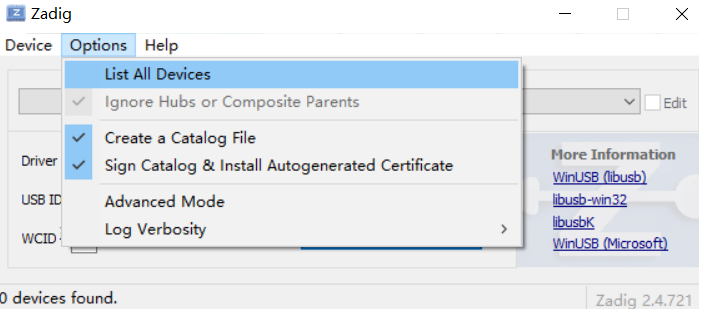 Zadig
Device Options Help
List All Devices
Ignore Hubs or Composite Parents
Edit
Create a Catalog File
Sign Catalog & Install Autogenerated Certificate
Advanced Mode
Log Verbosity
Driver
USB ID
WCID
More Information
WinUSB (libusb)
libusb-win32
libusbK
WinUSB (Microsoft)
0 devices found.
Zadig 2.4.721